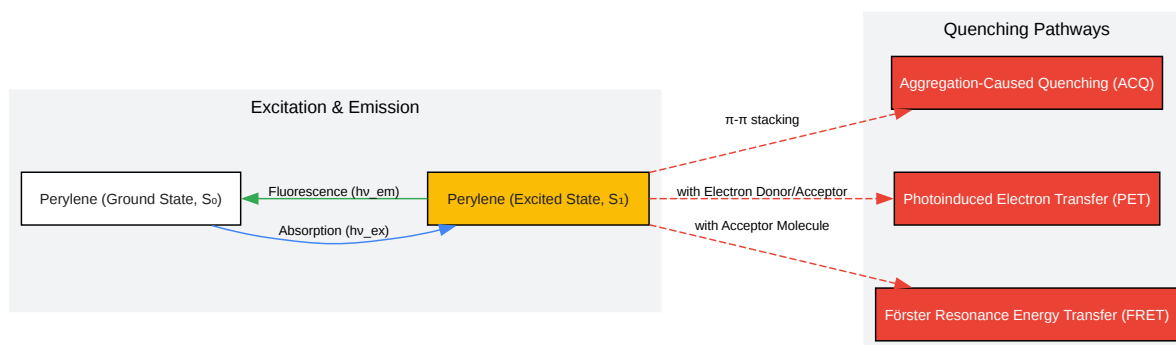 Quenching Pathways
Aggregation-Caused Quenching (ACQ)
Excitation & Emission
π-π stacking
Perylene (Ground State, S₀)
Fluorescence (hν_em)
Perylene (Excited State, S₁)
with Electron Donor/Acceptor
Photoinduced Electron Transfer (PET)
Absorption (hν_ex)
with Acceptor Molecule
Förster Resonance Energy Transfer (FRET)